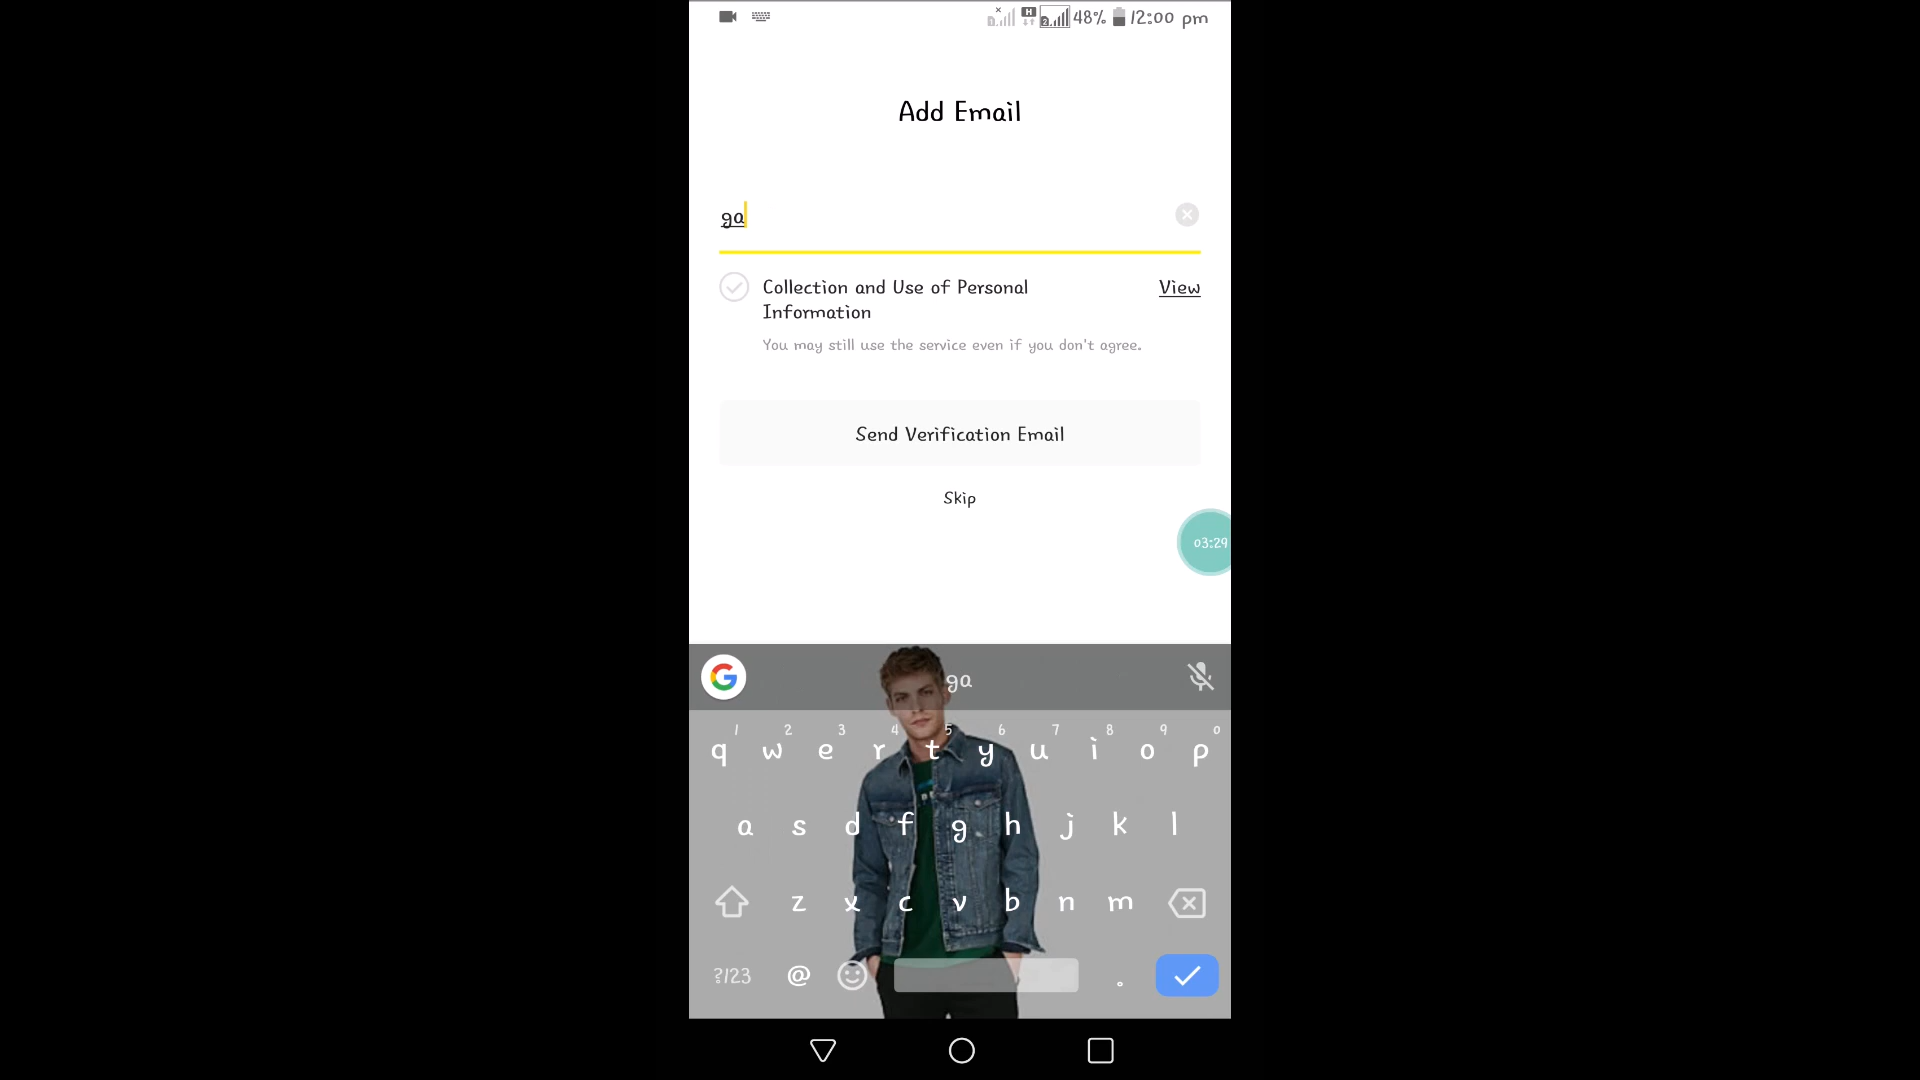 48% 12:00 pm
Add Email
ga
Collection and Use of Personal
Information
View
You may still use the service even if you don't agree.
Send Verification Email
Skip
03:29
ga
1 2 3 4 5 6 7 8 9 0
q w e r t y u i o p
a s d f g h j k l
z x c v b n m
?123 @ .